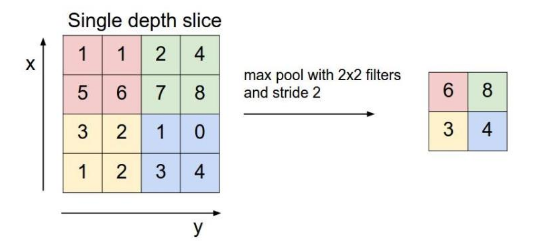 Single depth slice
x
1 1 2 4
5 6 7 8
3 2 1 0
1 2 3 4
y
max pool with 2x2 filters
and stride 2
6 8
3 4